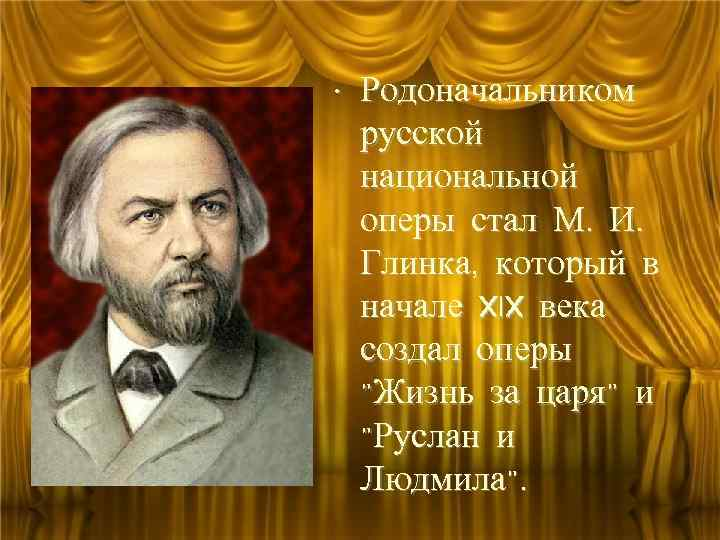 • Родоначальником
русской
национальной
оперы стал М. И.
Глинка, который в
начале XIX века
создал оперы
"Жизнь за царя" и
"Руслан и
Людмила".